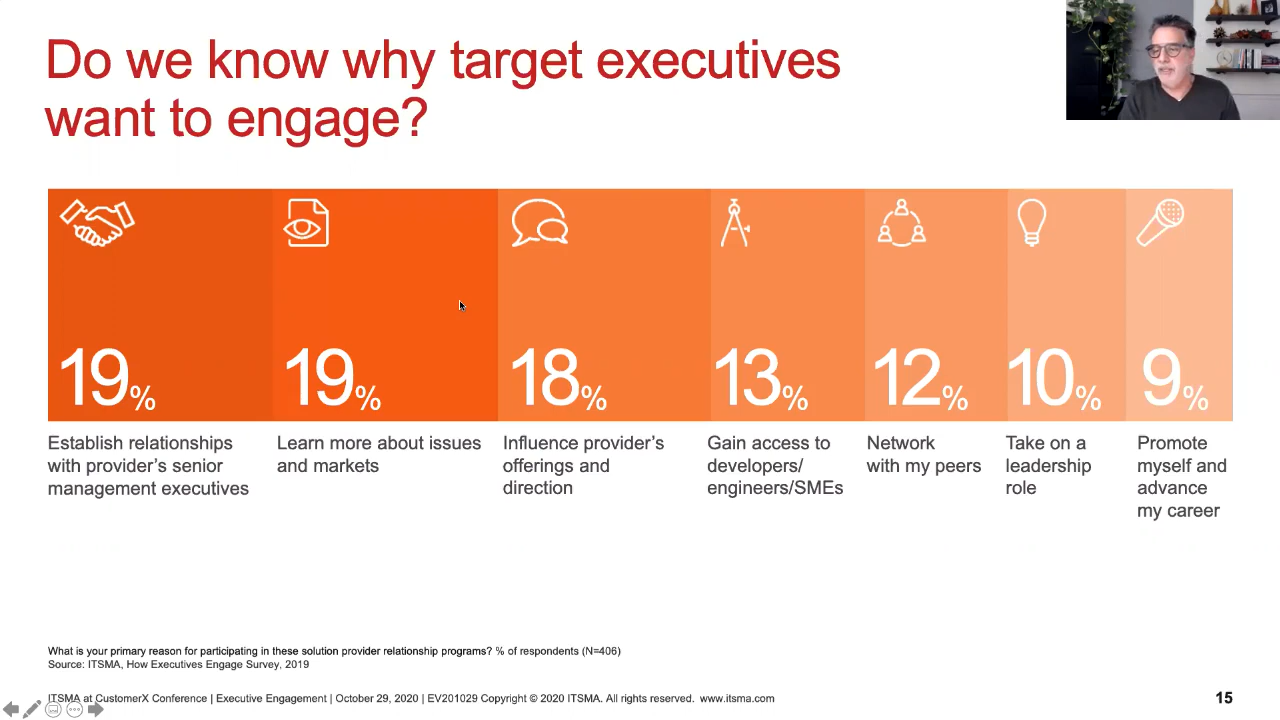 Do we know why target executives
want to engage?
19%
19%
18%
13%
12%
10%
9%
Establish relationships
with provider's senior
management executives
Learn more about issues
and markets
Influence provider's
offerings and
direction
Gain access to
developers/
engineers/SMEs
Network
with my peers
Take on a
leadership
role
Promote
myself and
advance
my career
What is your primary reason for participating in these solution provider relationship programs? % of respondents (N=406)
Source: ITSMA, How Executives Engage Survey, 2019
ITSMA at CustomerX Conference | Executive Engagement | October 29, 2020 | EV201029 Copyright © 2020 ITSMA. All rights reserved. www.itsma.com
15